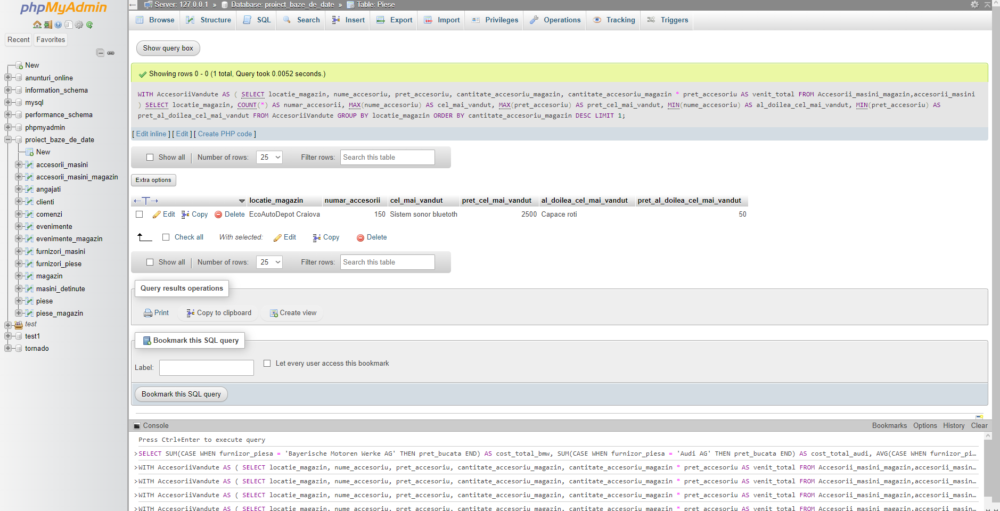 phpMyAdmin
Recent Favorites
New
anunturi_online
information_schema
mysql
performance_schema
phpmyadmin
proiect_baze_de_date
New
accesorii_masini
accesorii_masini_magazin
angajati
clienti
comenzi
evenimente
evenimente_magazin
furnizori_masini
furnizori_piese
magazin
masini_detinute
piese
piese_magazin
test
test1
tornado
Server: 127.0.0.1 » Database: proiect_baze_de_date » Table: Piese
Browse Structure SQL Search Insert Export Import Privileges Operations Tracking Triggers
Show query box
Showing rows 0 - 0 (1 total, Query took 0.0052 seconds.)
WITH AccesoriiVandute AS ( SELECT locatie_magazin, nume_accesoriu, pret_accesoriu, cantitate_accesoriu_magazin, cantitate_accesoriu_magazin * pret_accesoriu AS venit_total FROM Accesorii_masini_magazin,accesorii_masini
) SELECT locatie_magazin, COUNT(*) AS numar_accesorii, MAX(nume_accesoriu) AS cel_mai_vandut, MAX(pret_accesoriu) AS pret_cel_mai_vandut, MIN(nume_accesoriu) AS al_doilea_cel_mai_vandut, MIN(pret_accesoriu) AS
pret_al_doilea_cel_mai_vandut FROM AccesoriiVandute GROUP BY locatie_magazin ORDER BY cantitate_accesoriu_magazin DESC LIMIT 1;
[ Edit inline ] [ Edit ] [ Create PHP code ]
Show all Number of rows: 25 Filter rows: Search this table
Extra options
locatie_magazin numar_accesorii cel_mai_vandut pret_cel_mai_vandut al_doilea_cel_mai_vandut pret_al_doilea_cel_mai_vandut
Edit Copy Delete EcoAutoDepot Craiova 150 Sistem sonor bluetoth 2500 Capace roti 50
Check all With selected: Edit Copy Delete
Show all Number of rows: 25 Filter rows: Search this table
Query results operations
Print Copy to clipboard Create view
Bookmark this SQL query
Label: Let every user access this bookmark
Bookmark this SQL query
Console Bookmarks Options History Clear
Press Ctrl+Enter to execute query
>SELECT SUM(CASE WHEN furnizor_piesa = 'Bayerische Motoren Werke AG' THEN pret_bucata END) AS cost_total_bmw, SUM(CASE WHEN furnizor_piesa = 'Audi AG' THEN pret_bucata END) AS cost_total_audi, AVG(CASE WHEN furnizor_pi…
>WITH AccesoriiVandute AS ( SELECT locatie_magazin, nume_accesoriu, pret_accesoriu, cantitate_accesoriu_magazin, cantitate_accesoriu_magazin * pret_accesoriu AS venit_total FROM Accesorii_masini_magazin,accesorii_masin…
>WITH AccesoriiVandute AS ( SELECT locatie_magazin, nume_accesoriu, pret_accesoriu, cantitate_accesoriu_magazin, cantitate_accesoriu_magazin * pret_accesoriu AS venit_total FROM Accesorii_masini_magazin,accesorii_masin…
>WITH AccesoriiVandute AS ( SELECT locatie_magazin, nume_accesoriu, pret_accesoriu, cantitate_accesoriu_magazin, cantitate_accesoriu_magazin * pret_accesoriu AS venit_total FROM Accesorii_masini_magazin,accesorii_masin…
>WITH AccesoriiVandute AS ( SELECT locatie_magazin, nume_accesoriu, pret_accesoriu, cantitate_accesoriu_magazin, cantitate_accesoriu_magazin * pret_accesoriu AS venit_total FROM Accesorii_masini_magazin,accesorii_masin…